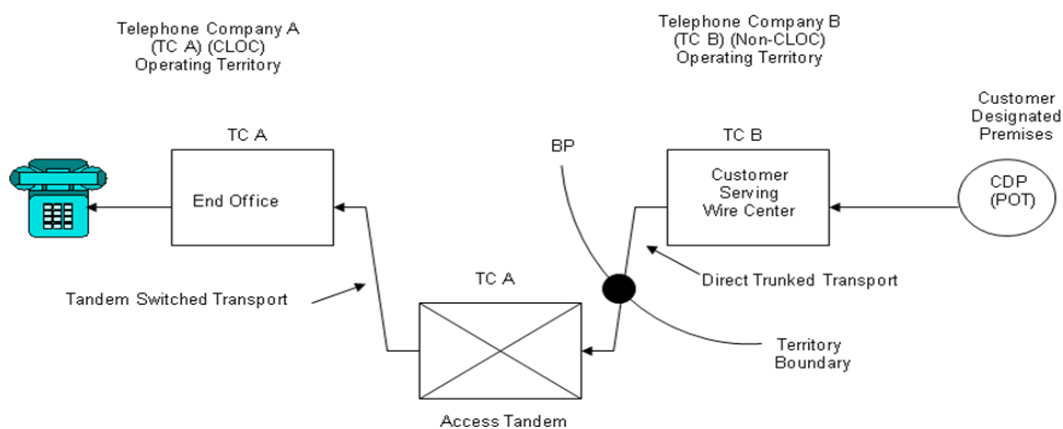 Telephone Company A
(TC A) (CLOC)
Operating Territory
Telephone Company B
(TC B) (Non-CLOC)
Operating Territory
Customer
Designated
Premises
TC A
BP
TC B
End Office
Customer
Serving
Wire Center
CDP
(POT)
Tandem Switched Transport
TC A
Direct Trunked Transport
Territory
Boundary
Access Tandem